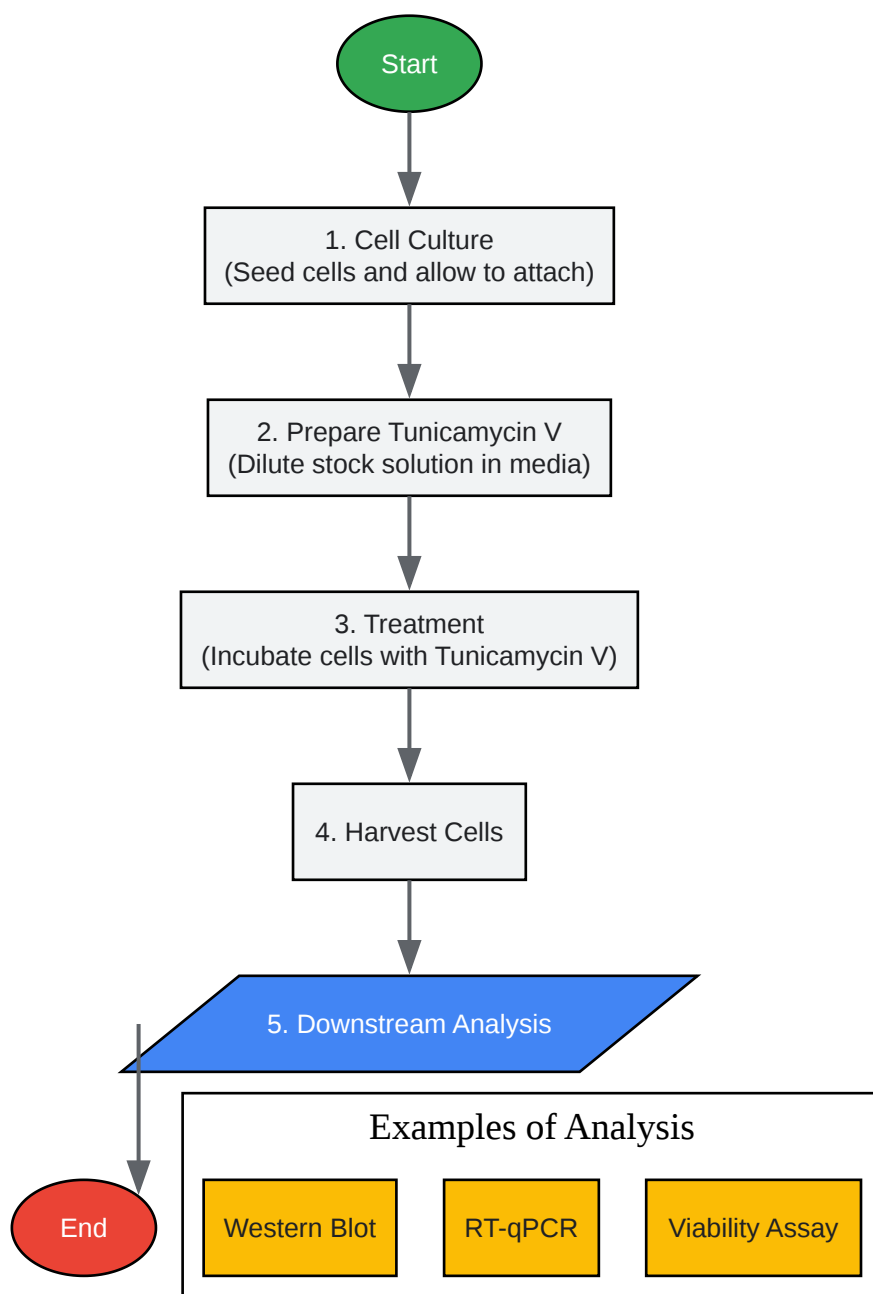 Start
1. Cell Culture
(Seed cells and allow to attach)
2. Prepare Tunicamycin V
(Dilute stock solution in media)
3. Treatment
(Incubate cells with Tunicamycin V)
4. Harvest Cells
5. Downstream Analysis
Examples of Analysis
End
Western Blot
RT-qPCR
Viability Assay